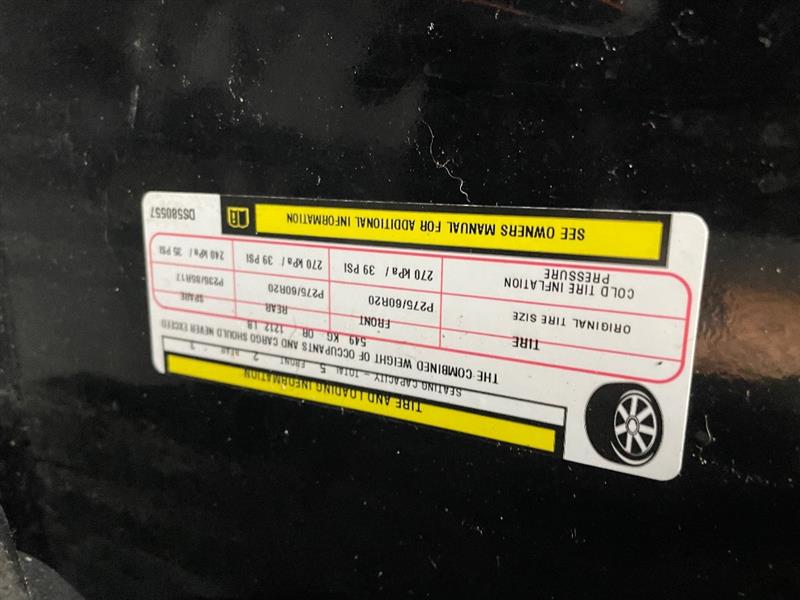 TIRE AND LOADING INFORMATION
SEATING CAPACITY - TOTAL 5 FRONT 2 REAR 3
THE COMBINED WEIGHT OF OCCUPANTS AND CARGO SHOULD NEVER EXCEED
549 KG OR 1212 LB
TIRE FRONT REAR SPARE
ORIGINAL TIRE SIZE P275/60R20 P275/60R20 P235/85R17
COLD TIRE INFLATION PRESSURE 270 kPa / 39 PSI 270 kPa / 39 PSI 240 kPa / 35 PSI
SEE OWNERS MANUAL FOR ADDITIONAL INFORMATION
DS580557